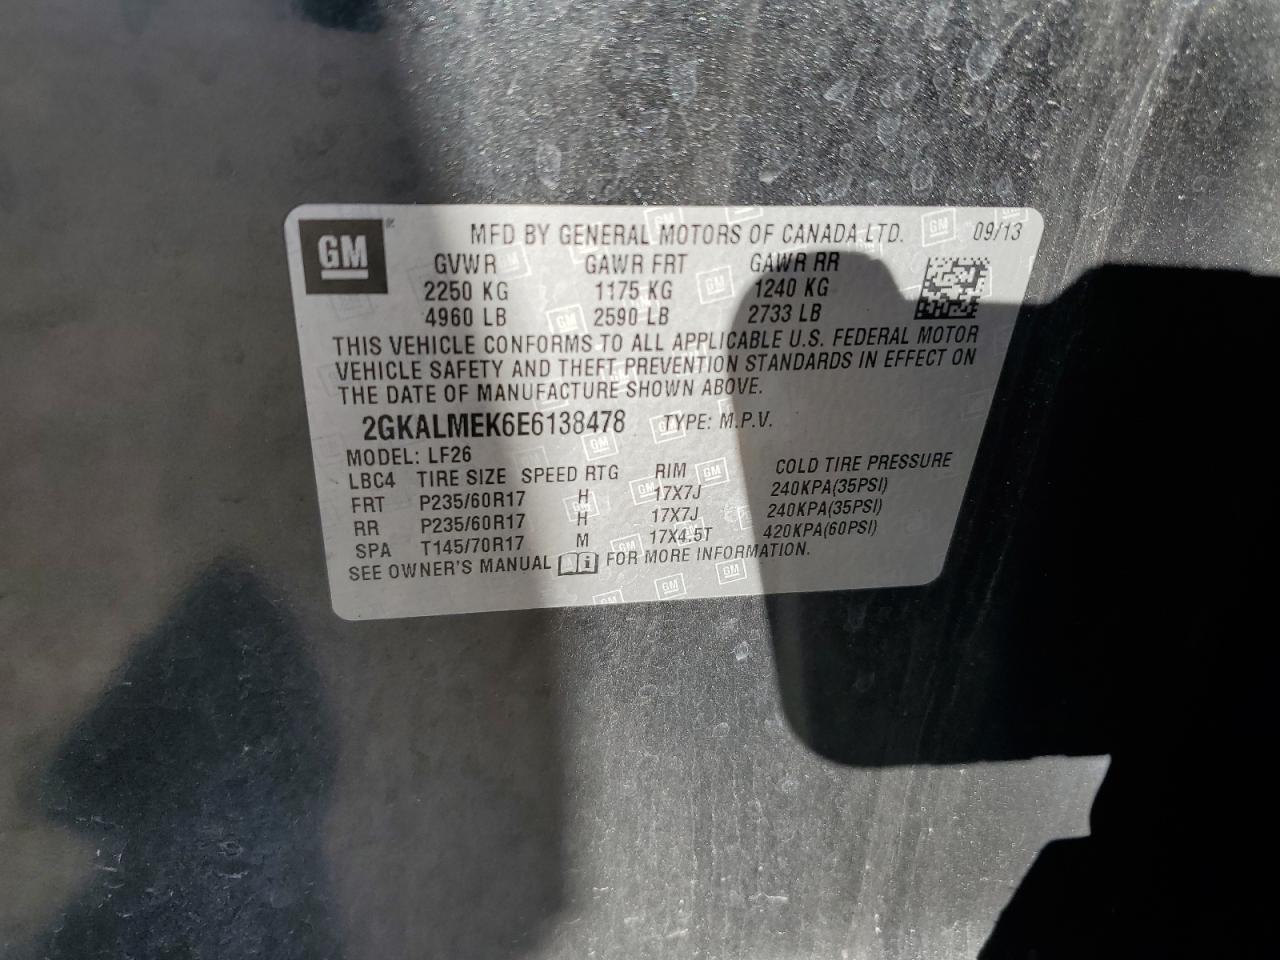 GM
MFD BY GENERAL MOTORS OF CANADA LTD. 09/13
GVWR GAWR FRT GAWR RR
2250 KG 1175 KG 1240 KG
4960 LB 2590 LB 2733 LB
THIS VEHICLE CONFORMS TO ALL APPLICABLE U.S. FEDERAL MOTOR
VEHICLE SAFETY AND THEFT PREVENTION STANDARDS IN EFFECT ON
THE DATE OF MANUFACTURE SHOWN ABOVE.
2GKALMEK6E6138478 TYPE: M.P.V.
MODEL: LF26
LBC4 TIRE SIZE SPEED RTG RIM COLD TIRE PRESSURE
FRT P235/60R17 H 17X7J 240KPA(35PSI)
RR P235/60R17 H 17X7J 240KPA(35PSI)
SPA T145/70R17 M 17X4.5T 420KPA(60PSI)
SEE OWNER'S MANUAL FOR MORE INFORMATION.